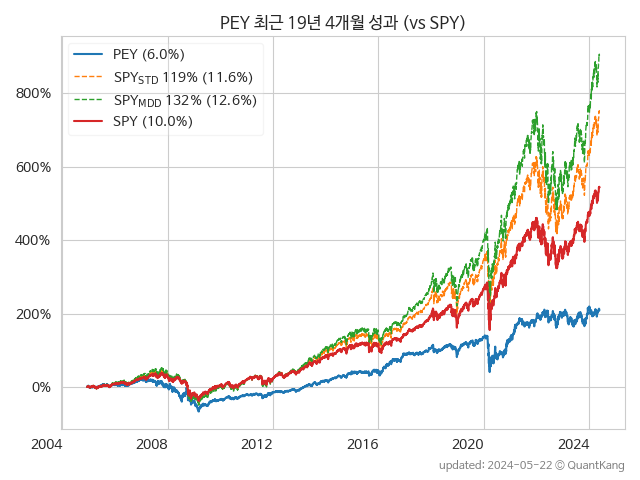 PEY 최근 19년 4개월 성과 (vs SPY)
PEY (6.0%)
SPY_STD 119% (11.6%)
SPY_MDD 132% (12.6%)
SPY (10.0%)
800%
600%
400%
200%
0%
2004 2008 2012 2016 2020 2024
updated: 2024-05-22 © QuantKang